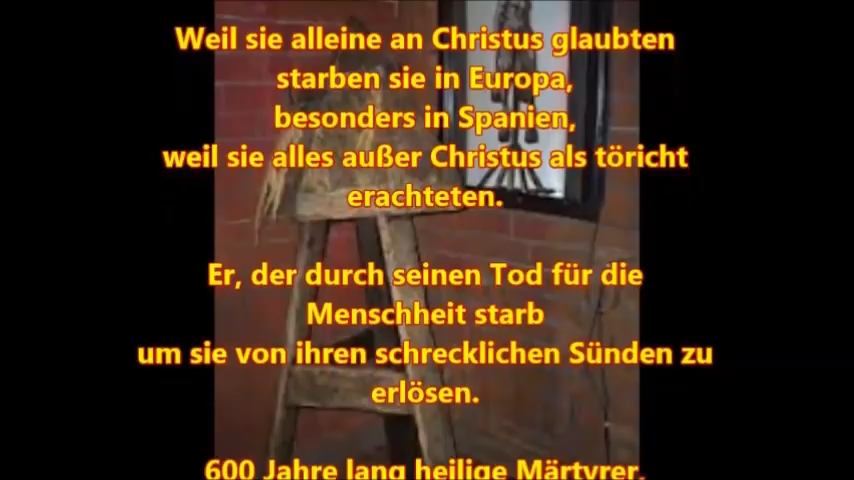 Weil sie alleine an Christus glaubten
starben sie in Europa,
besonders in Spanien,
weil sie alles außer Christus als töricht
erachteten.
Er, der durch seinen Tod für die
Menschheit starb
um sie von ihren schrecklichen Sünden zu
erlösen.
600 Jahre lang heilige Märtyrer,